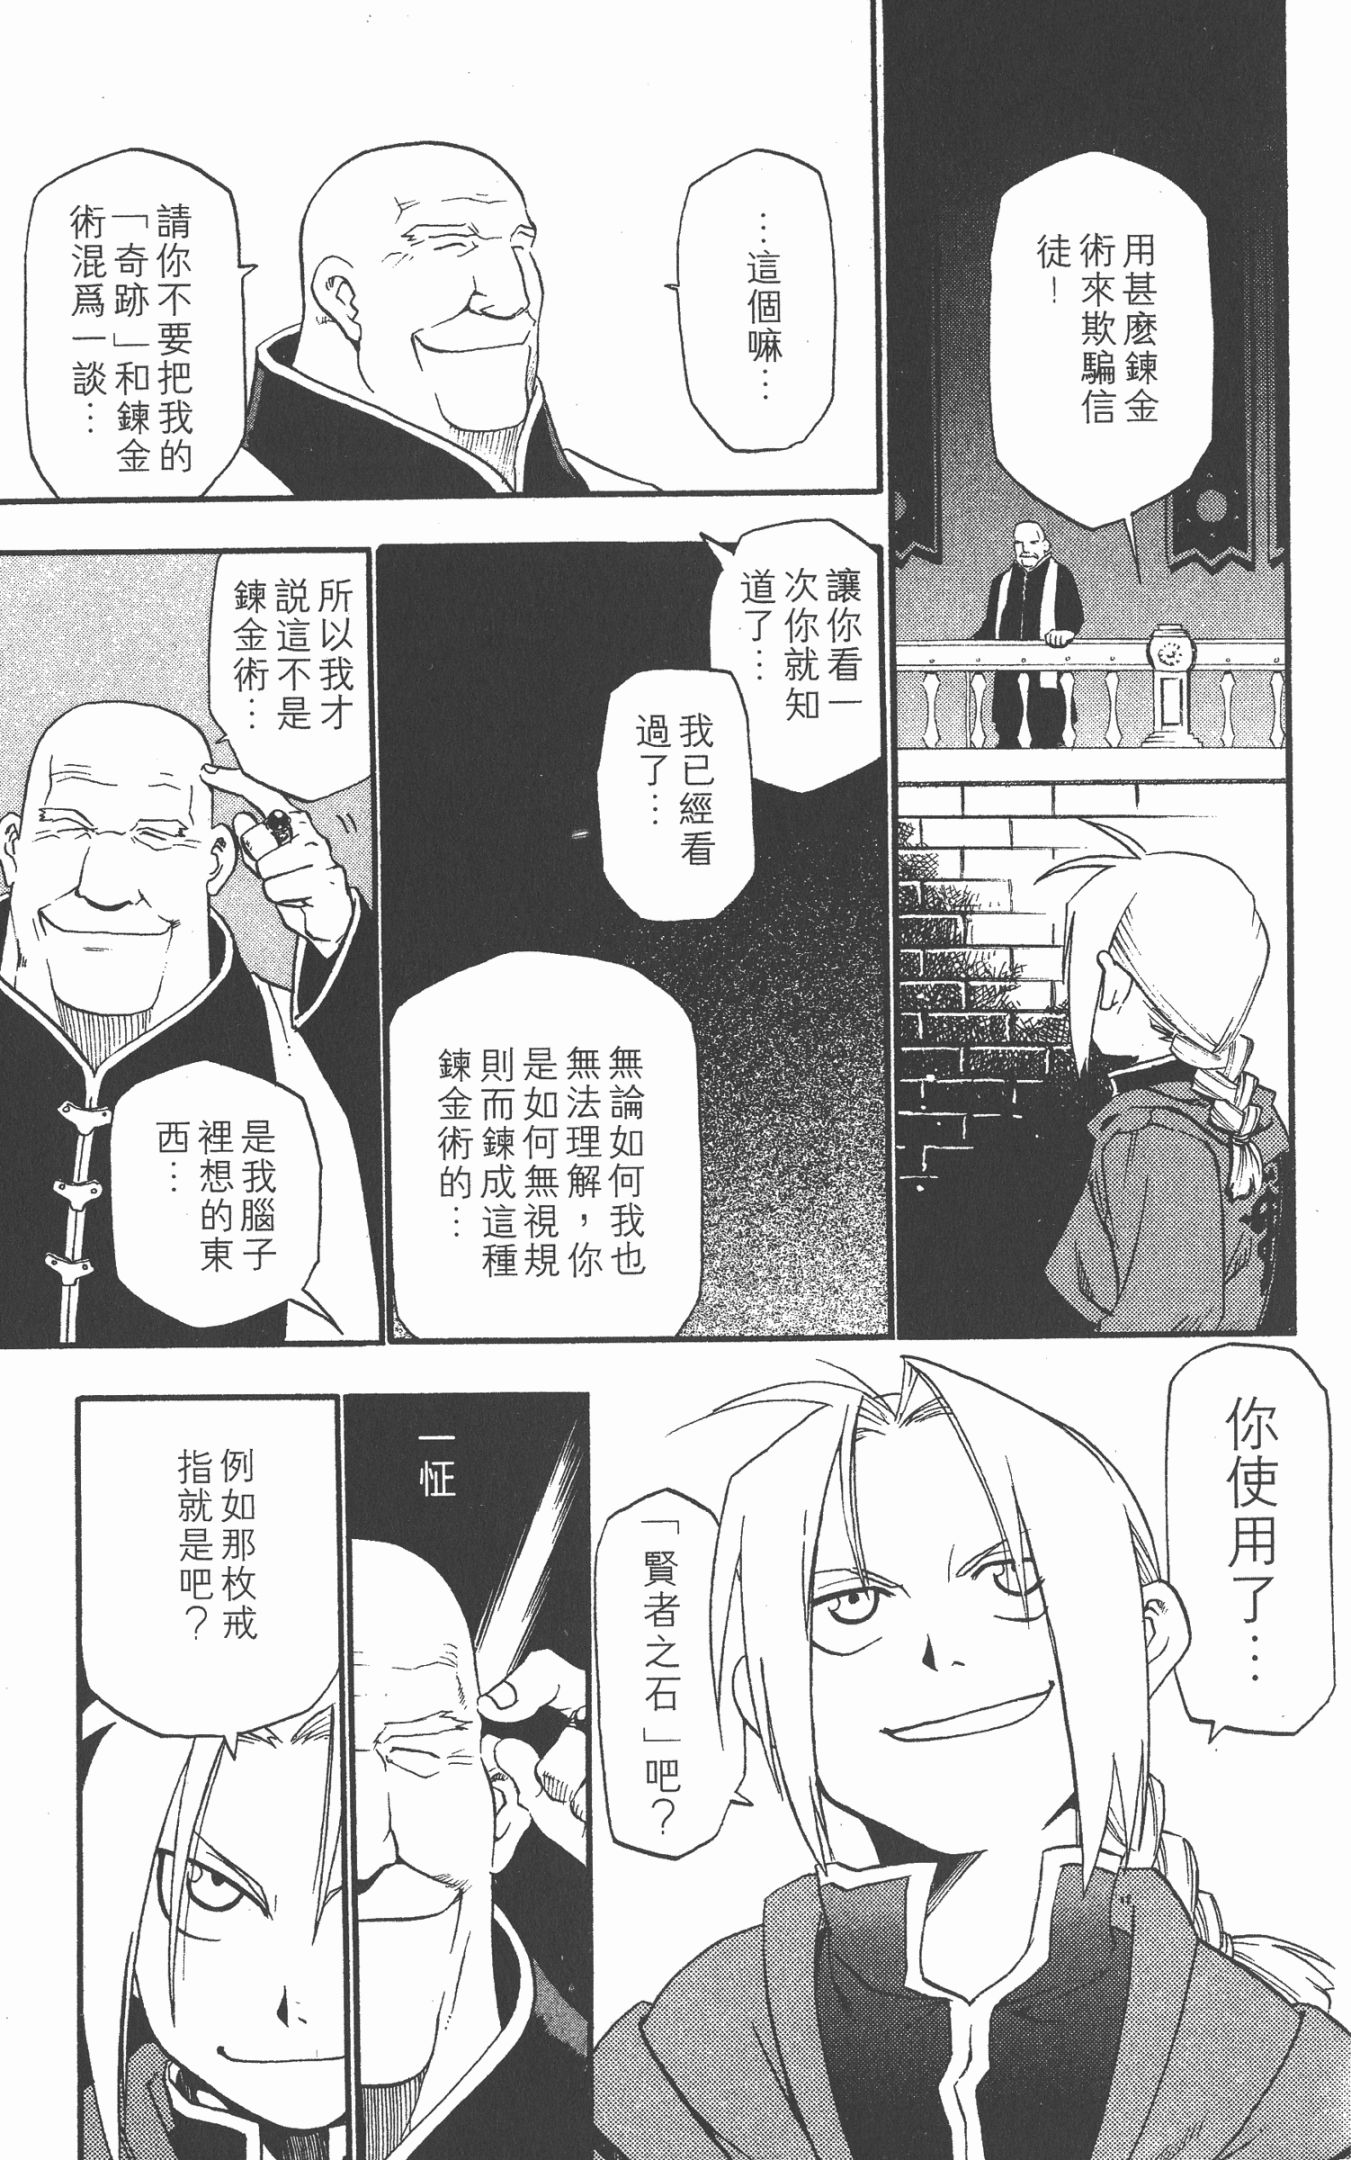 用甚麽鍊金
術來欺騙信
徒!
…這個嘛…
請你不要把我的
「奇跡」和鍊金
術混爲一談…
讓你看一
次你就知
道了…
我已經看
過了…
無論如何我也
無法理解，你
是如何無視規
則而鍊成這種
鍊金術的…
所以我才
説這不是
鍊金術…
是我腦子
裡想的東
西…
你使用了…
「賢者之石」吧？
一怔
例如那枚戒
指就是吧？